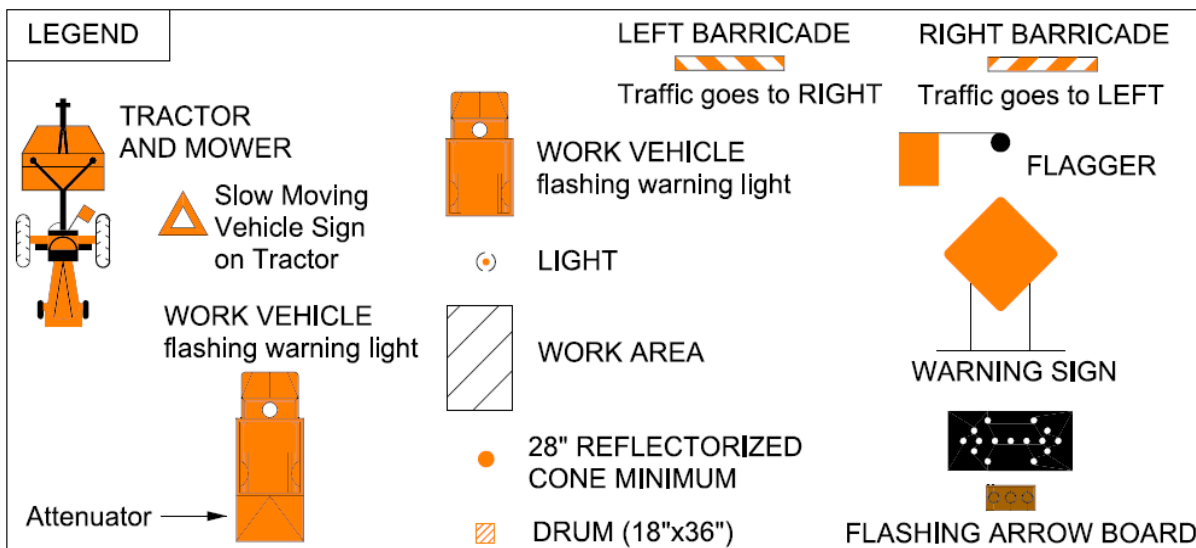 LEGEND
LEFT BARRICADE
Traffic goes to RIGHT
RIGHT BARRICADE
Traffic goes to LEFT
TRACTOR
AND MOWER
Slow Moving
Vehicle Sign
on Tractor
WORK VEHICLE
flashing warning light
FLAGGER
LIGHT
WORK VEHICLE
flashing warning light
WORK AREA
WARNING SIGN
28" REFLECTORIZED
CONE MINIMUM
Attenuator
DRUM (18"x36")
FLASHING ARROW BOARD